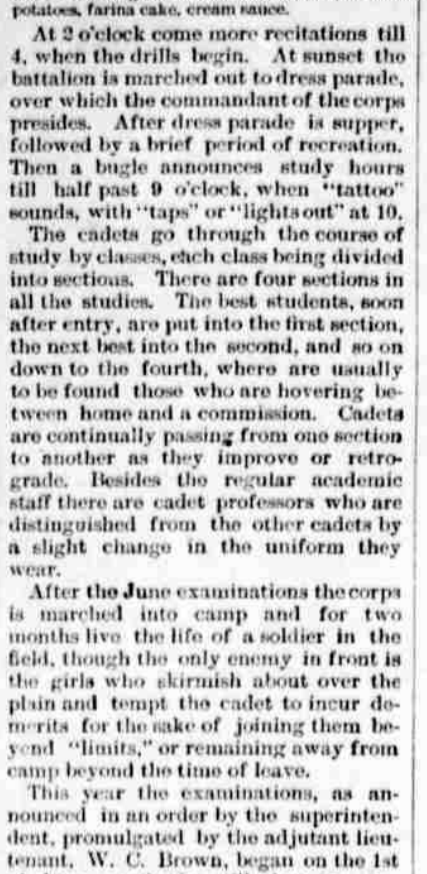 potatoes, farina cake, cream sauce.
At 2 o'clock come more recitations till
4, when the drills begin. At sunset the
battalion is marched out to dress parade,
over which the commandant of the corps
presides. After dress parade is supper,
followed by a brief period of recreation.
Then a bugle announces study hours
till half past 9 o'clock, when "tattoo"
sounds, with "taps" or "lights out" at 10.
The cadets go through the course of
study by classes, each class being divided
into sections. There are four sections in
all the studies. The best students, soon
after entry, are put into the first section,
the next best into the second, and so on
down to the fourth, where are usually
to be found those who are hovering be-
tween home and a commission. Cadets
are continually passing from one section
to another as they improve or retro-
grade. Besides the regular academic
staff there are cadet professors who are
distinguished from the other cadets by
a slight change in the uniform they
wear.
After the June examinations the corps
is marched into camp and for two
months live the life of a soldier in the
field, though the only enemy in front is
the girls who skirmish about over the
plain and tempt the cadet to incur de-
merits for the sake of joining them be-
yond "limits," or remaining away from
camp beyond the time of leave.
This year the examinations, as an-
nounced in an order by the superinten-
dent, promulgated by the adjutant lieu-
tenant, W. C. Brown, began on the 1st